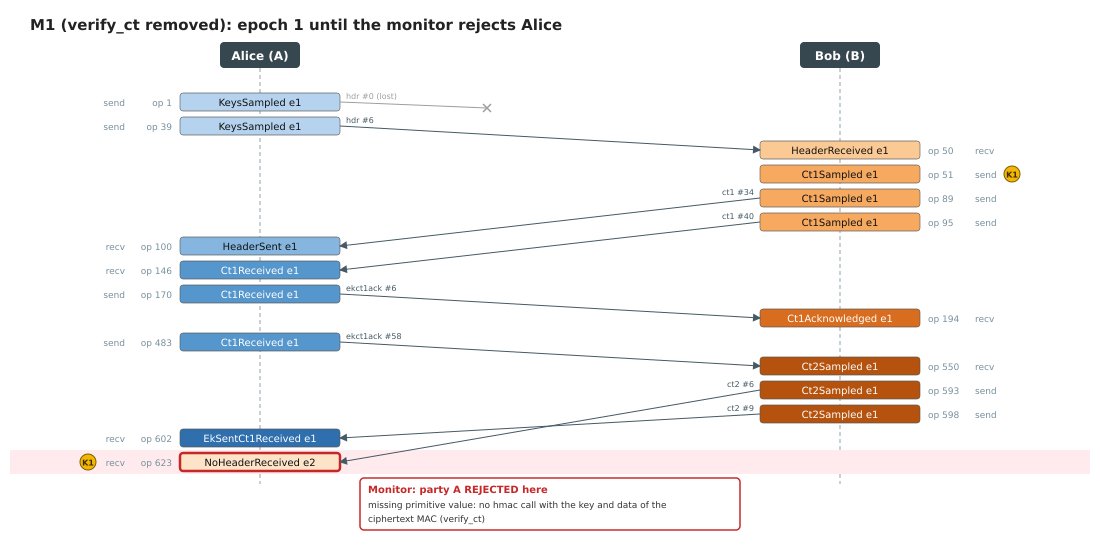 M1 (verify_ct removed): epoch 1 until the monitor rejects Alice
Alice (A)
Bob (B)
send op 1 KeysSampled e1 hdr #0 (lost)
send op 39 KeysSampled e1 hdr #6
HeaderReceived e1 op 50 recv
Ct1Sampled e1 op 51 send K1
ct1 #34 Ct1Sampled e1 op 89 send
ct1 #40 Ct1Sampled e1 op 95 send
recv op 100 HeaderSent e1
recv op 146 Ct1Received e1
send op 170 Ct1Received e1 ekct1ack #6
Ct1Acknowledged e1 op 194 recv
send op 483 Ct1Received e1 ekct1ack #58
Ct2Sampled e1 op 550 recv
ct2 #6 Ct2Sampled e1 op 593 send
ct2 #9 Ct2Sampled e1 op 598 send
recv op 602 EkSentCt1Received e1
K1 recv op 623 NoHeaderReceived e2
Monitor: party A REJECTED here
missing primitive value: no hmac call with the key and data of the
ciphertext MAC (verify_ct)